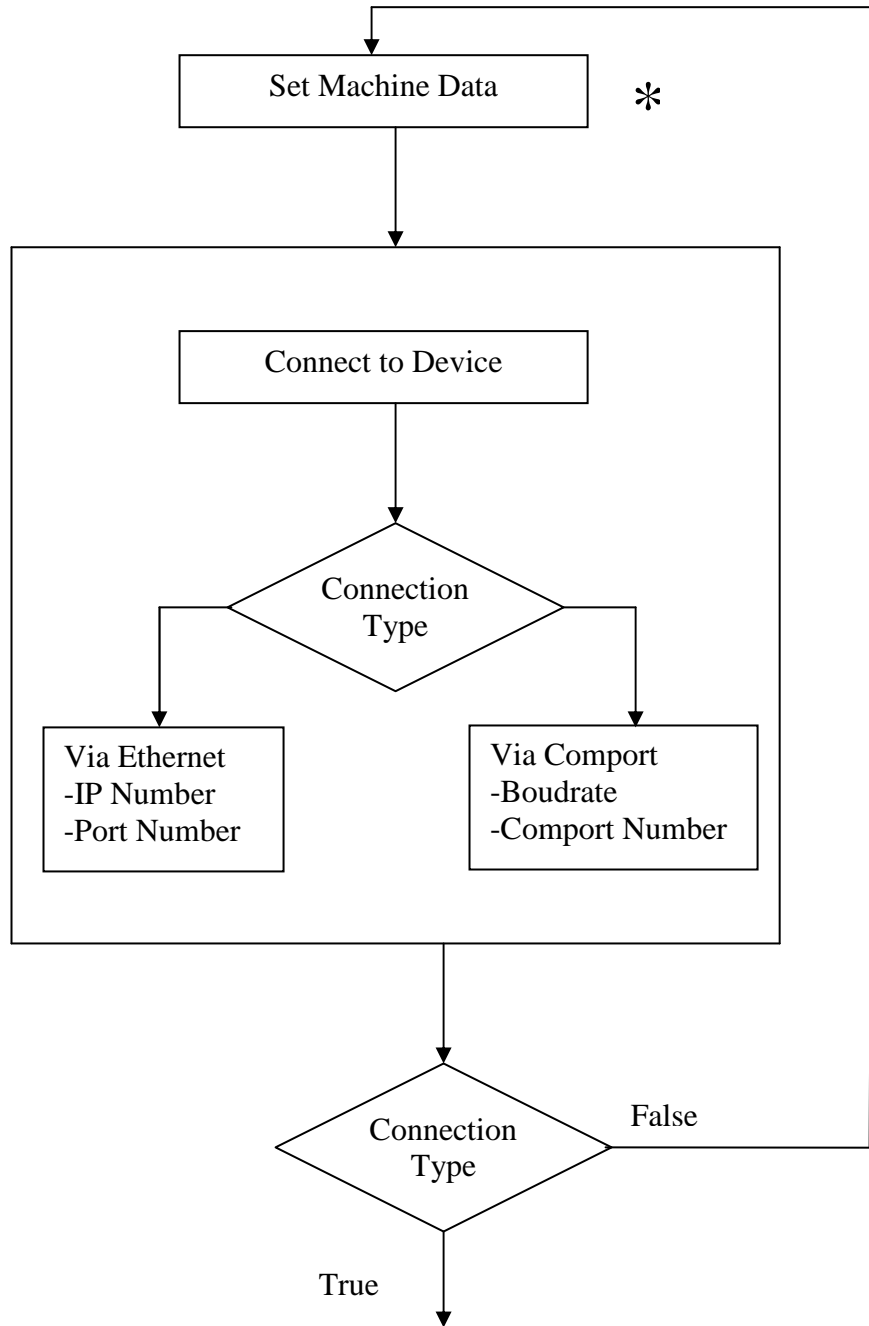 Set Machine Data
*
Connect to Device
Connection
Type
Via Ethernet
-IP Number
-Port Number
Via Comport
-Boudrate
-Comport Number
Connection
Type
False
True